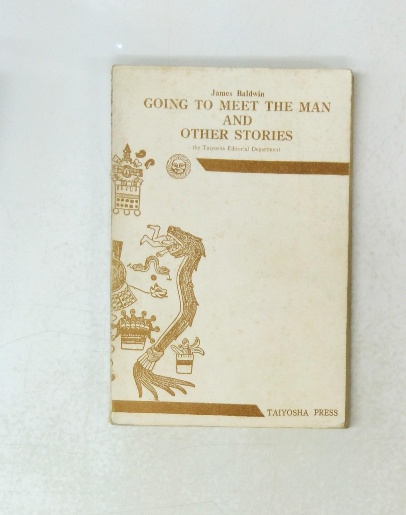 James Baldwin
GOING TO MEET THE MAN
AND
OTHER STORIES
the Taiyosha Editorial Department
TAIYOSHA PRESS